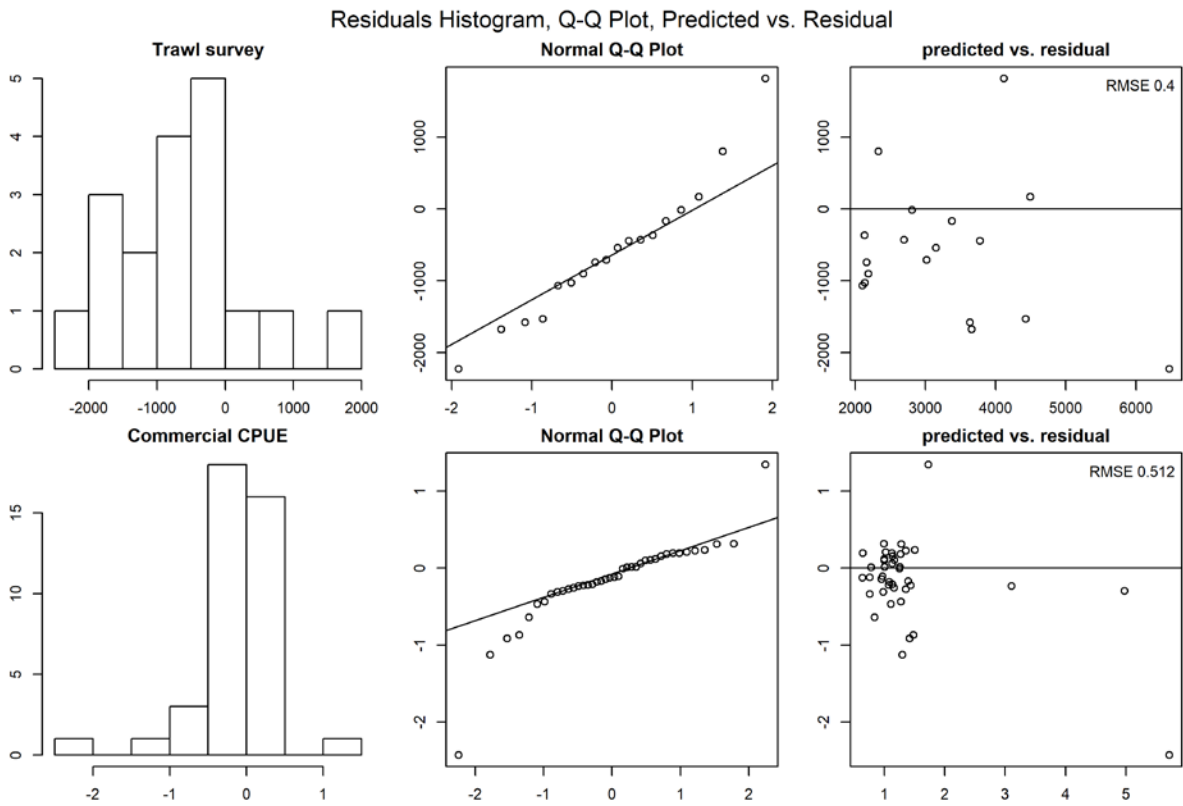 Residuals Histogram, Q-Q Plot, Predicted vs. Residual
Trawl survey
Normal Q-Q Plot
predicted vs. residual
0 1 2 3 4 5
-2000 -1000 0 1000 2000
-2000 -1000 0 1000
-2 -1 0 1 2
-2000 -1000 0 1000
2000 3000 4000 5000 6000
RMSE 0.4
Commercial CPUE
Normal Q-Q Plot
predicted vs. residual
0 5 10 15
-2 -1 0 1
-2 -1 0 1
-2 -1 0 1 2
-2 -1 0 1
1 2 3 4 5
RMSE 0.512